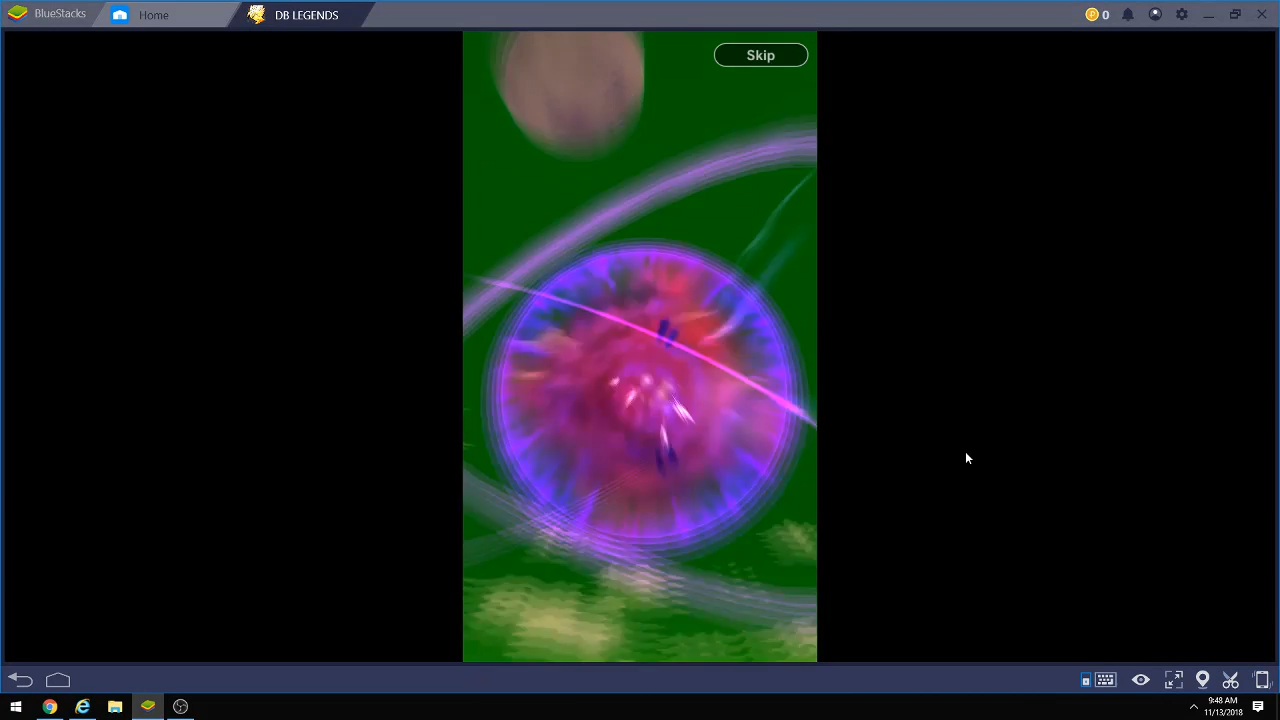 BlueStacks
Home
DB LEGENDS
0
Skip
9:48 AM
11/13/2018